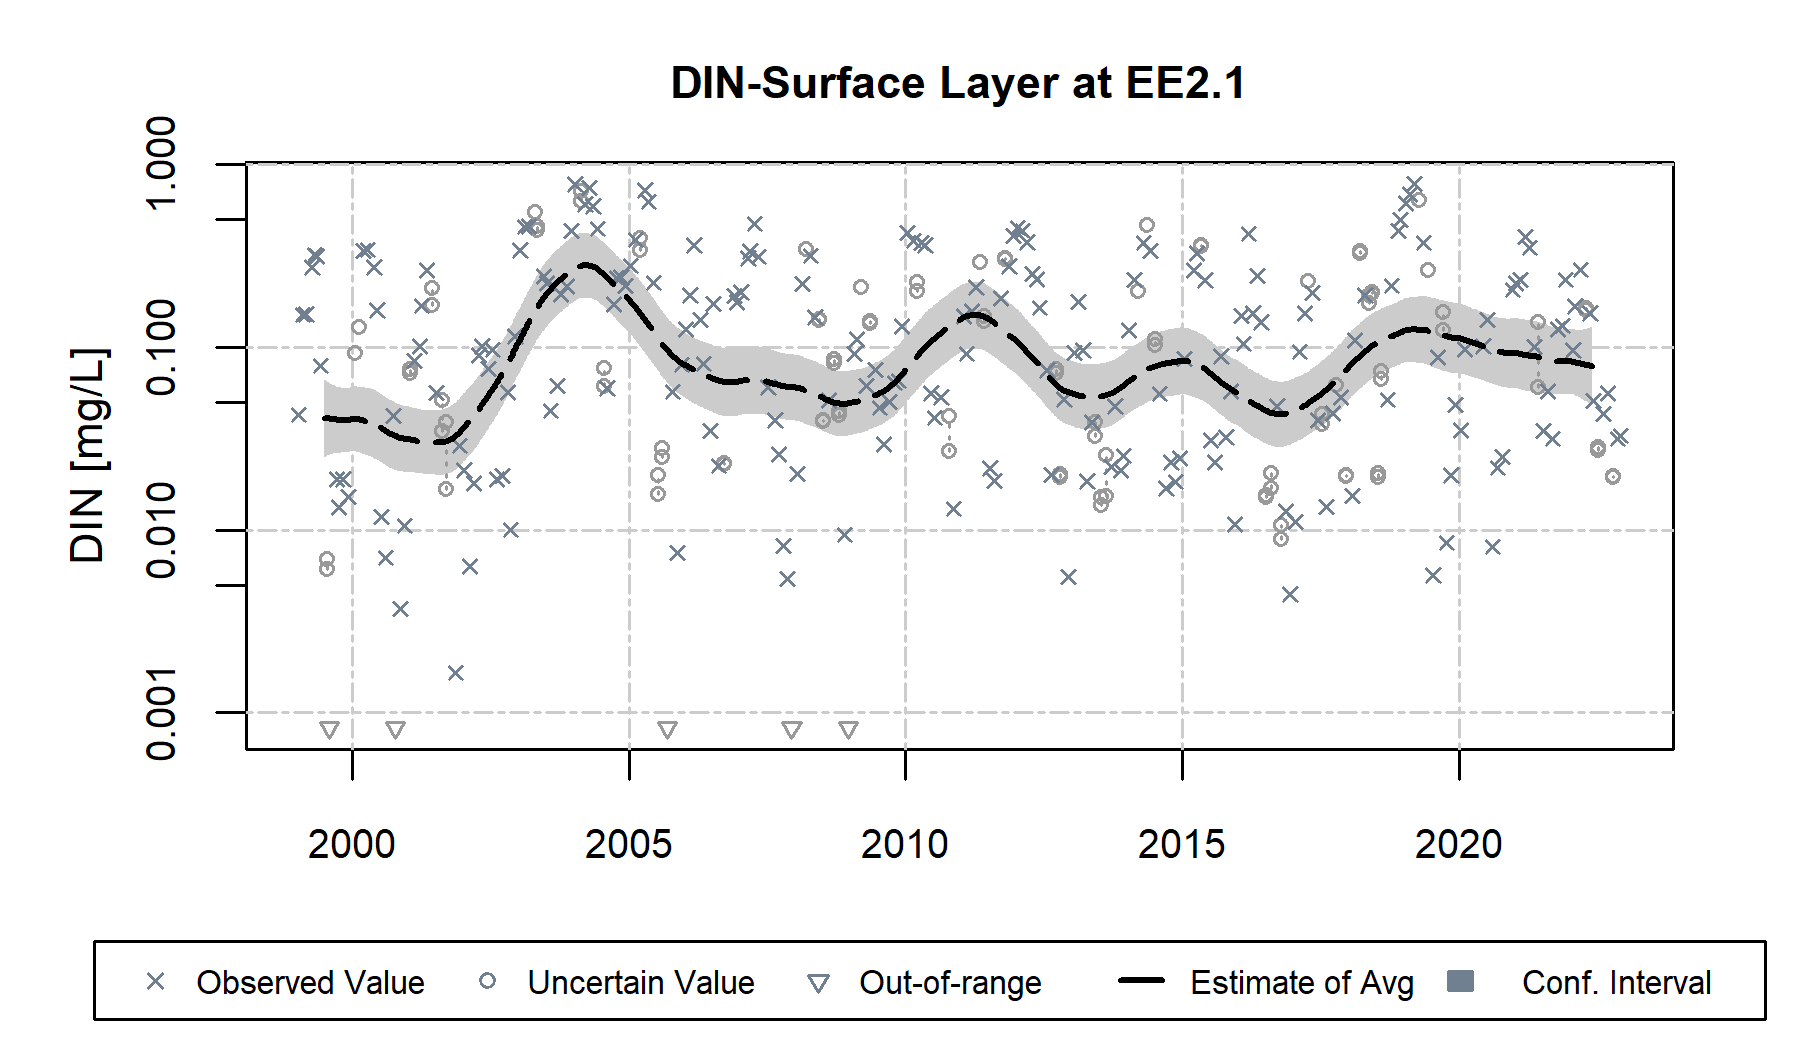 DIN-Surface Layer at EE2.1
DIN [mg/L]
1.000
0.100
0.010
0.001
2000 2005 2010 2015 2020
Observed Value Uncertain Value Out-of-range Estimate of Avg Conf. Interval